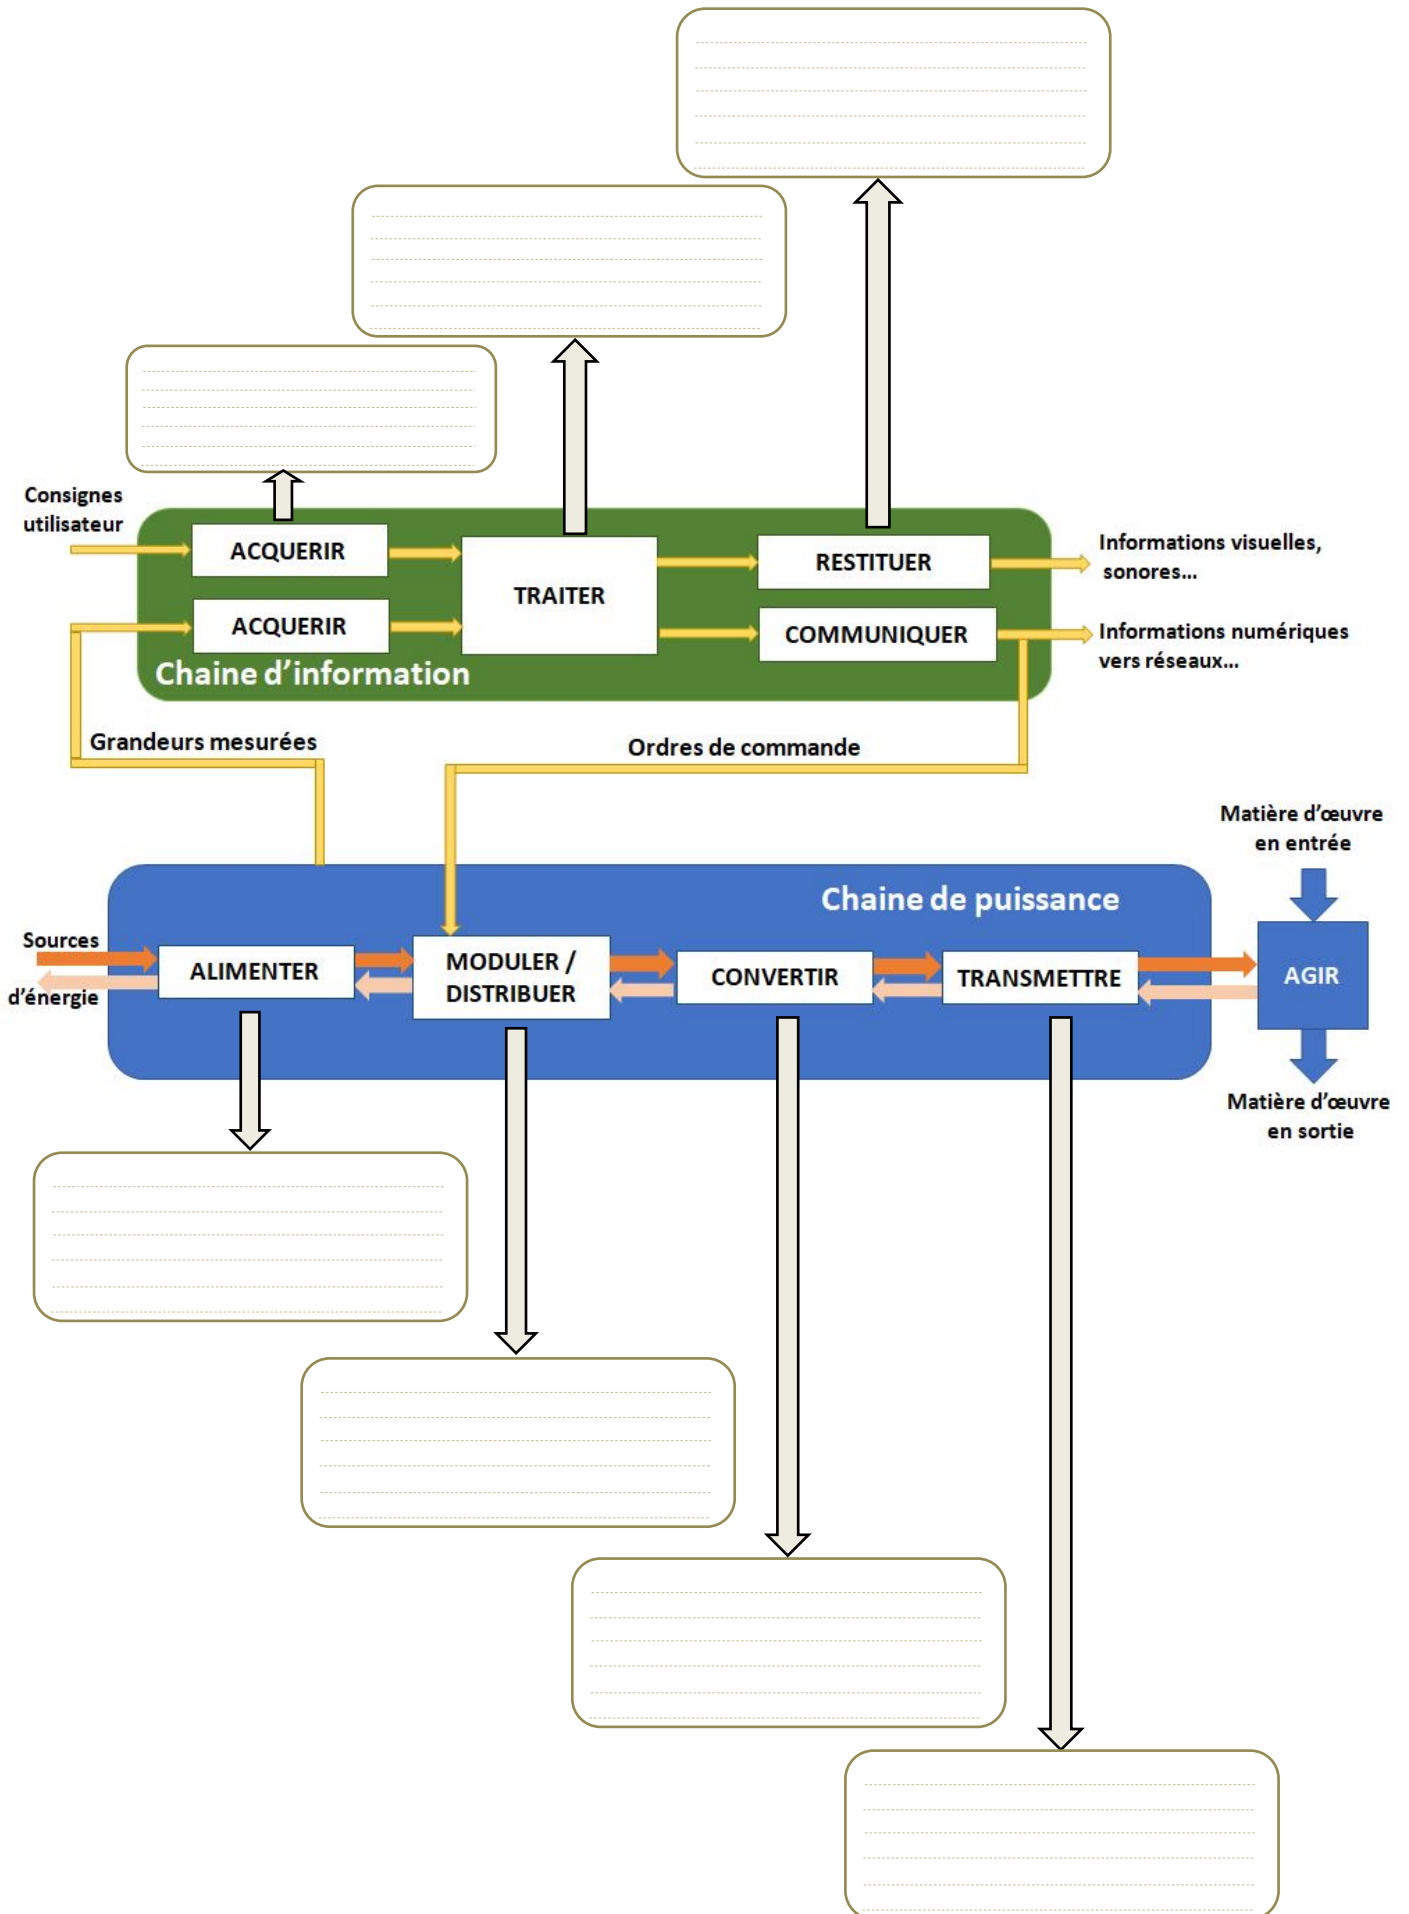 Consignes
utilisateur
ACQUERIR
ACQUERIR
TRAITER
RESTITUER
COMMUNIQUER
Chaine d’information
Informations visuelles,
sonores...
Informations numériques
vers réseaux...
Grandeurs mesurées
Ordres de commande
Matière d’œuvre
en entrée
Chaine de puissance
Sources
d’énergie
ALIMENTER
MODULER /
DISTRIBUER
CONVERTIR
TRANSMETTRE
AGIR
Matière d’œuvre
en sortie